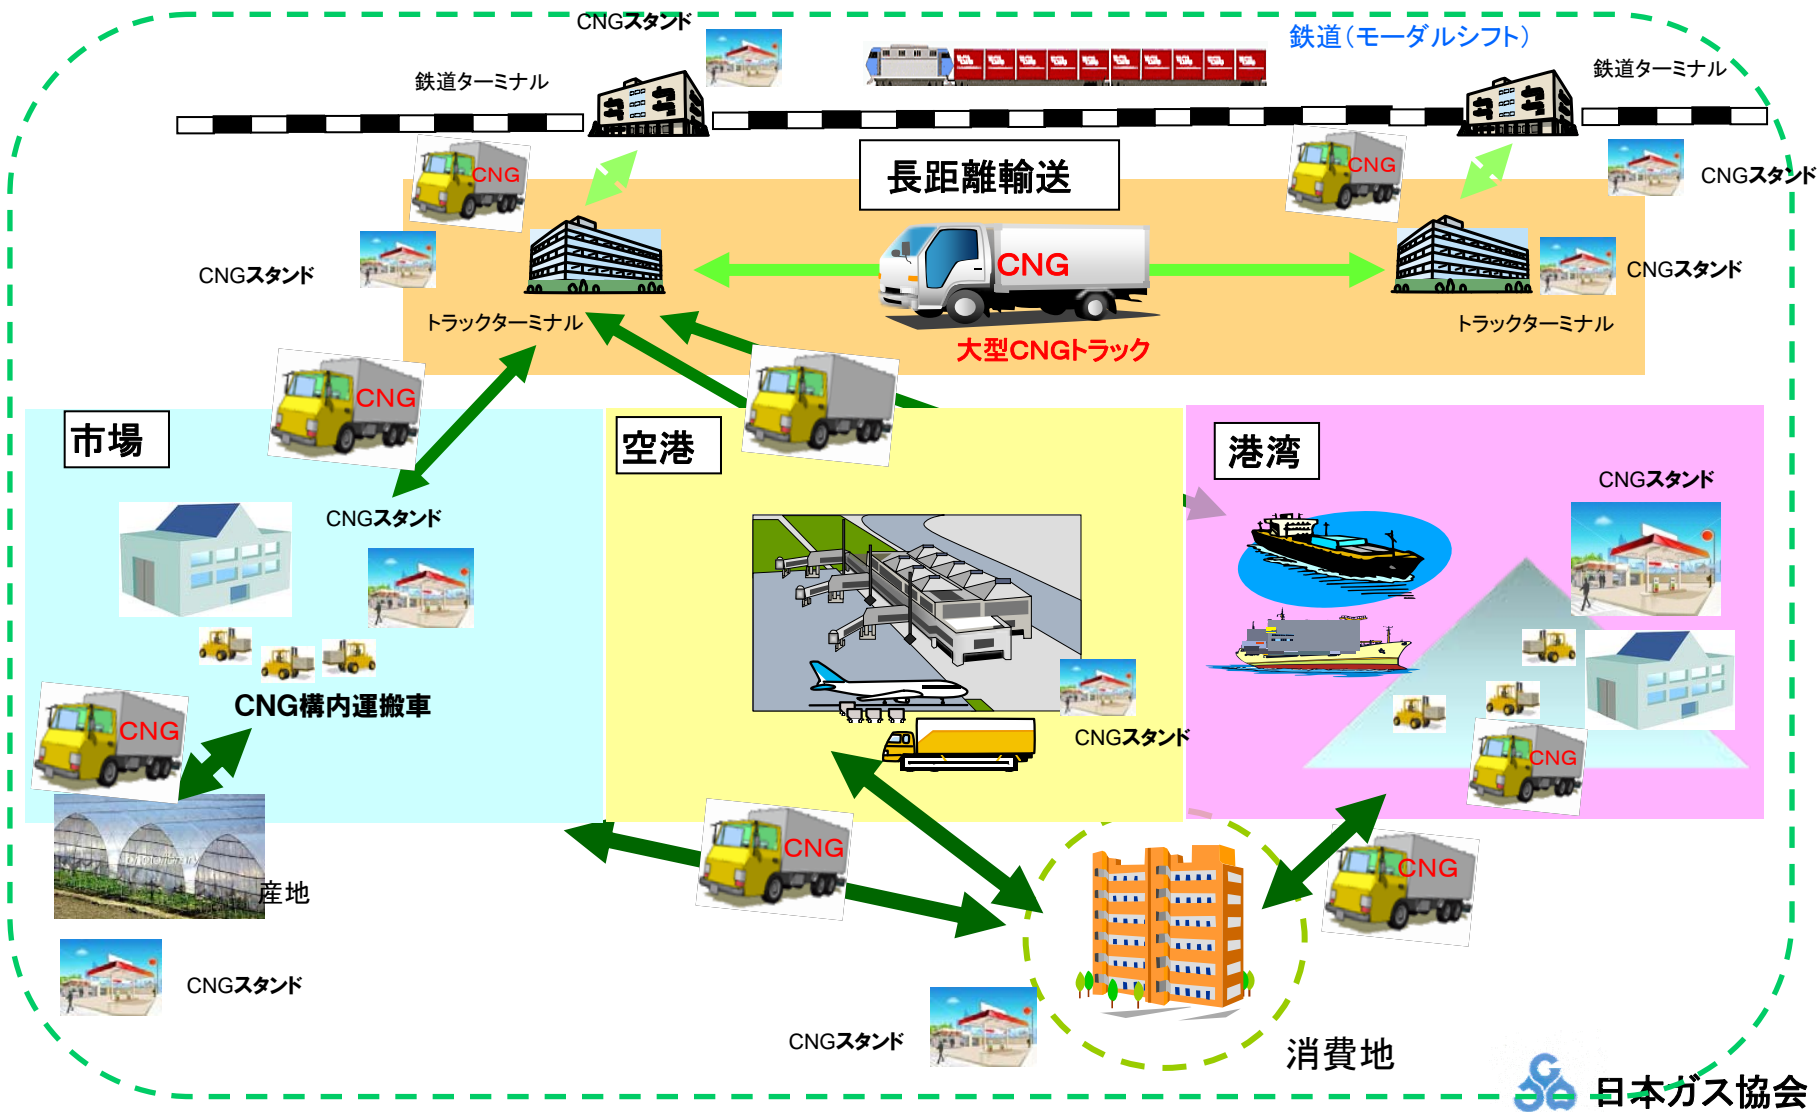 CNGスタンド
鉄道（モーダルシフト）
鉄道ターミナル
鉄道ターミナル
CNG
長距離輸送
CNG
CNGスタンド
CNGスタンド
CNG
CNGスタンド
トラックターミナル
トラックターミナル
大型CNGトラック
CNG
市場
空港
港湾
CNGスタンド
CNGスタンド
CNG構内運搬車
CNG
CNGスタンド
CNG
CNG
CNG
産地
CNGスタンド
CNGスタンド
消費地
日本ガス協会